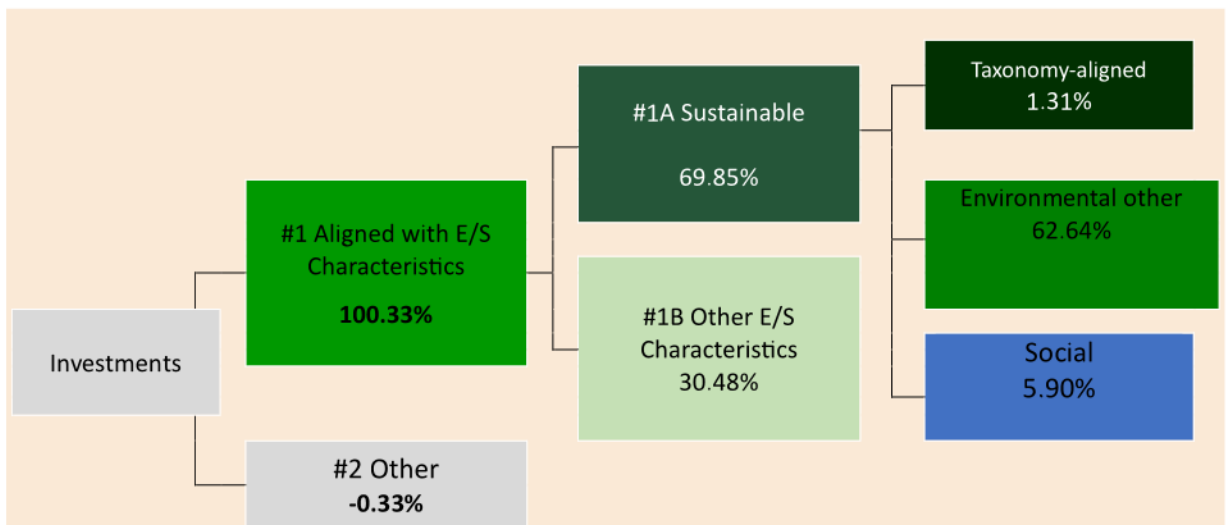 Investments
#1 Aligned with E/S
Characteristics
100.33%
#2 Other
-0.33%
#1A Sustainable
69.85%
#1B Other E/S
Characteristics
30.48%
Taxonomy-aligned
1.31%
Environmental other
62.64%
Social
5.90%